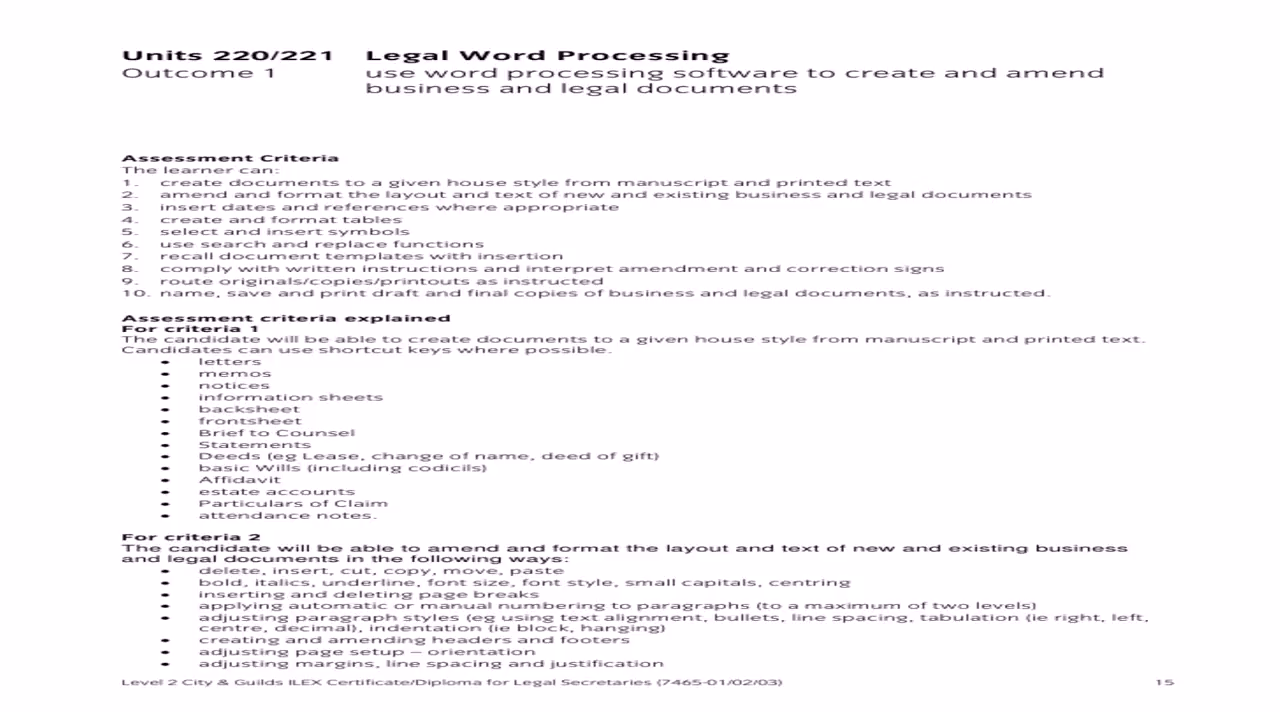 Units 220/221 Legal Word Processing
Outcome 1 use word processing software to create and amend
business and legal documents
Assessment Criteria
The learner can:
1. create documents to a given house style from manuscript and printed text
2. amend and format the layout and text of new and existing business and legal documents
3. insert dates and references where appropriate
4. create and format tables
5. select and insert symbols
6. use search and replace functions
7. recall document templates with insertion
8. comply with written instructions and interpret amendment and correction signs
9. route originals/copies/printouts as instructed
10. name, save and print draft and final copies of business and legal documents, as instructed.
Assessment criteria explained
For criteria 1
The candidate will be able to create documents to a given house style from manuscript and printed text.
Candidates can use shortcut keys where possible.
• letters
• memos
• notices
• information sheets
• backsheet
• frontsheet
• Brief to Counsel
• Statements
• Deeds (eg Lease, change of name, deed of gift)
• basic Wills (including codicils)
• Affidavit
• estate accounts
• Particulars of Claim
• attendance notes.
For criteria 2
The candidate will be able to amend and format the layout and text of new and existing business
and legal documents in the following ways:
• delete, insert, cut, copy, move, paste
• bold, italics, underline, font size, font style, small capitals, centring
• inserting and deleting page breaks
• applying automatic or manual numbering to paragraphs (to a maximum of two levels)
• adjusting paragraph styles (eg using text alignment, bullets, line spacing, tabulation (ie right, left,
centre, decimal), indentation (ie block, hanging)
• creating and amending headers and footers
• adjusting page setup – orientation
• adjusting margins, line spacing and justification
Level 2 City & Guilds ILEX Certificate/Diploma for Legal Secretaries (7465-01/02/03) 15